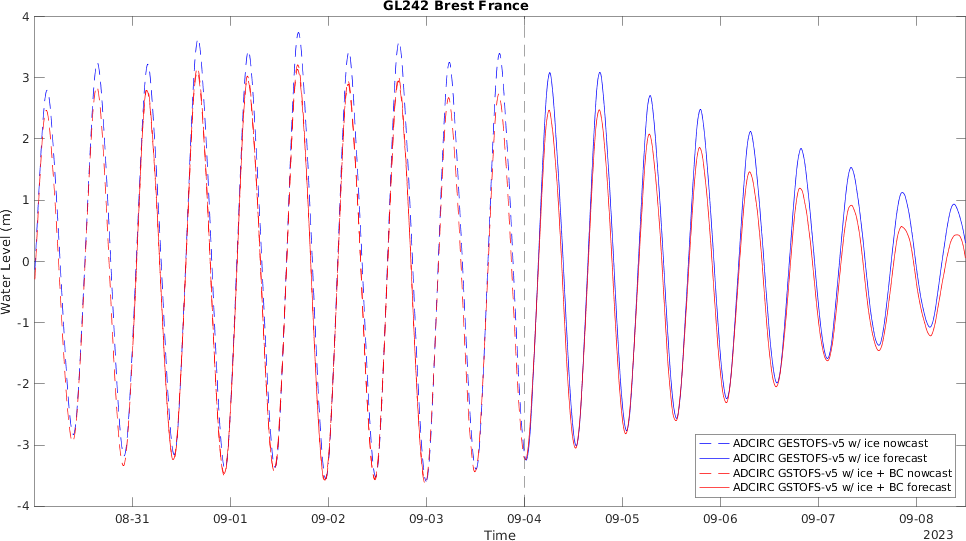 GL242 Brest France
4
3
2
1
0
-1
-2
-3
-4
Water Level (m)
08-31
09-01
09-02
09-03
09-04
09-05
09-06
09-07
09-08
Time
2023
ADCIRC GESTOFS-v5 w/ ice nowcast
ADCIRC GESTOFS-v5 w/ ice forecast
ADCIRC GSTOFS-v5 w/ ice + BC nowcast
ADCIRC GSTOFS-v5 w/ ice + BC forecast